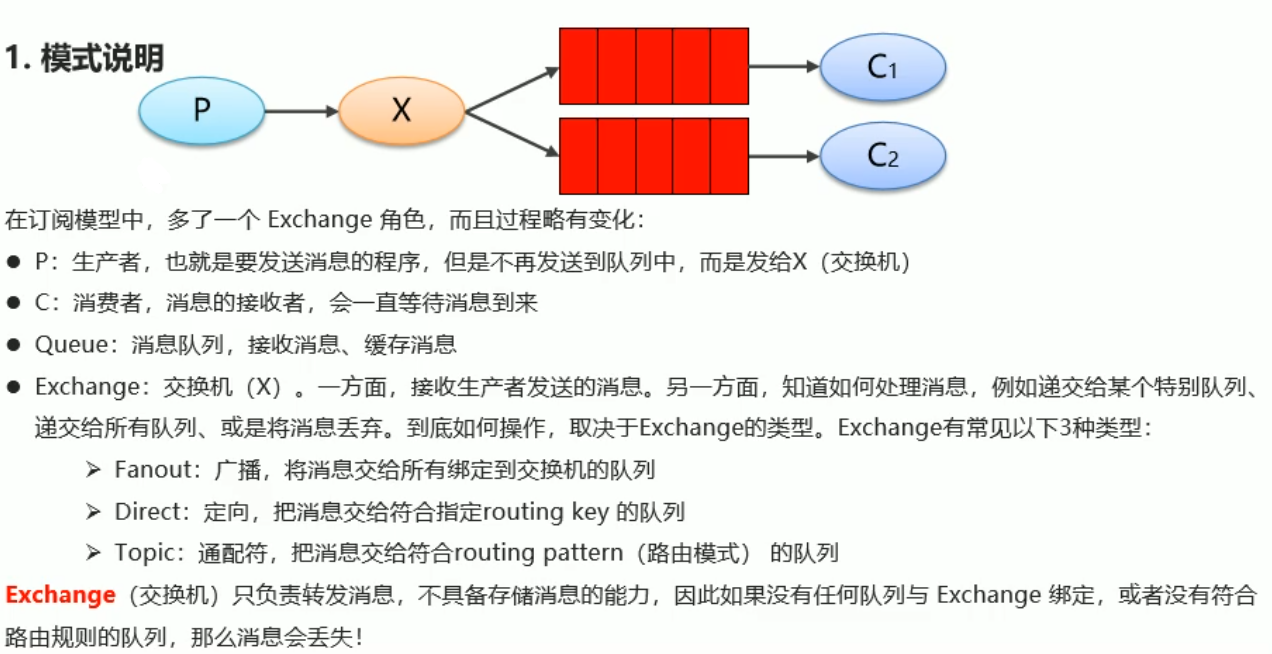 1. 模式说明
P
X
C1
C2
在订阅模型中，多了一个 Exchange 角色，而且过程略有变化：
● P：生产者，也就是要发送消息的程序，但是不再发送到队列中，而是发给X（交换机）
● C：消费者，消息的接收者，会一直等待消息到来
● Queue：消息队列，接收消息、缓存消息
● Exchange：交换机（X）。一方面，接收生产者发送的消息。另一方面，知道如何处理消息，例如递交给某个特别队列、
递交给所有队列、或是将消息丢弃。到底如何操作，取决于Exchange的类型。Exchange有常见以下3种类型：
➢ Fanout：广播，将消息交给所有绑定到交换机的队列
➢ Direct：定向，把消息交给符合指定routing key 的队列
➢ Topic：通配符，把消息交给符合routing pattern（路由模式） 的队列
Exchange（交换机）只负责转发消息，不具备存储消息的能力，因此如果没有任何队列与 Exchange 绑定，或者没有符合
路由规则的队列，那么消息会丢失！